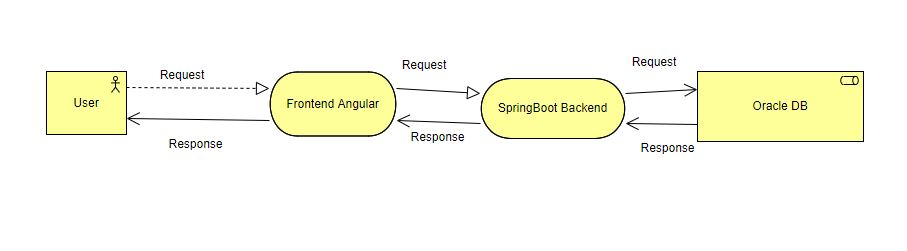 Request
Request
Request
User
Frontend Angular
SpringBoot Backend
Oracle DB
Response
Response
Response